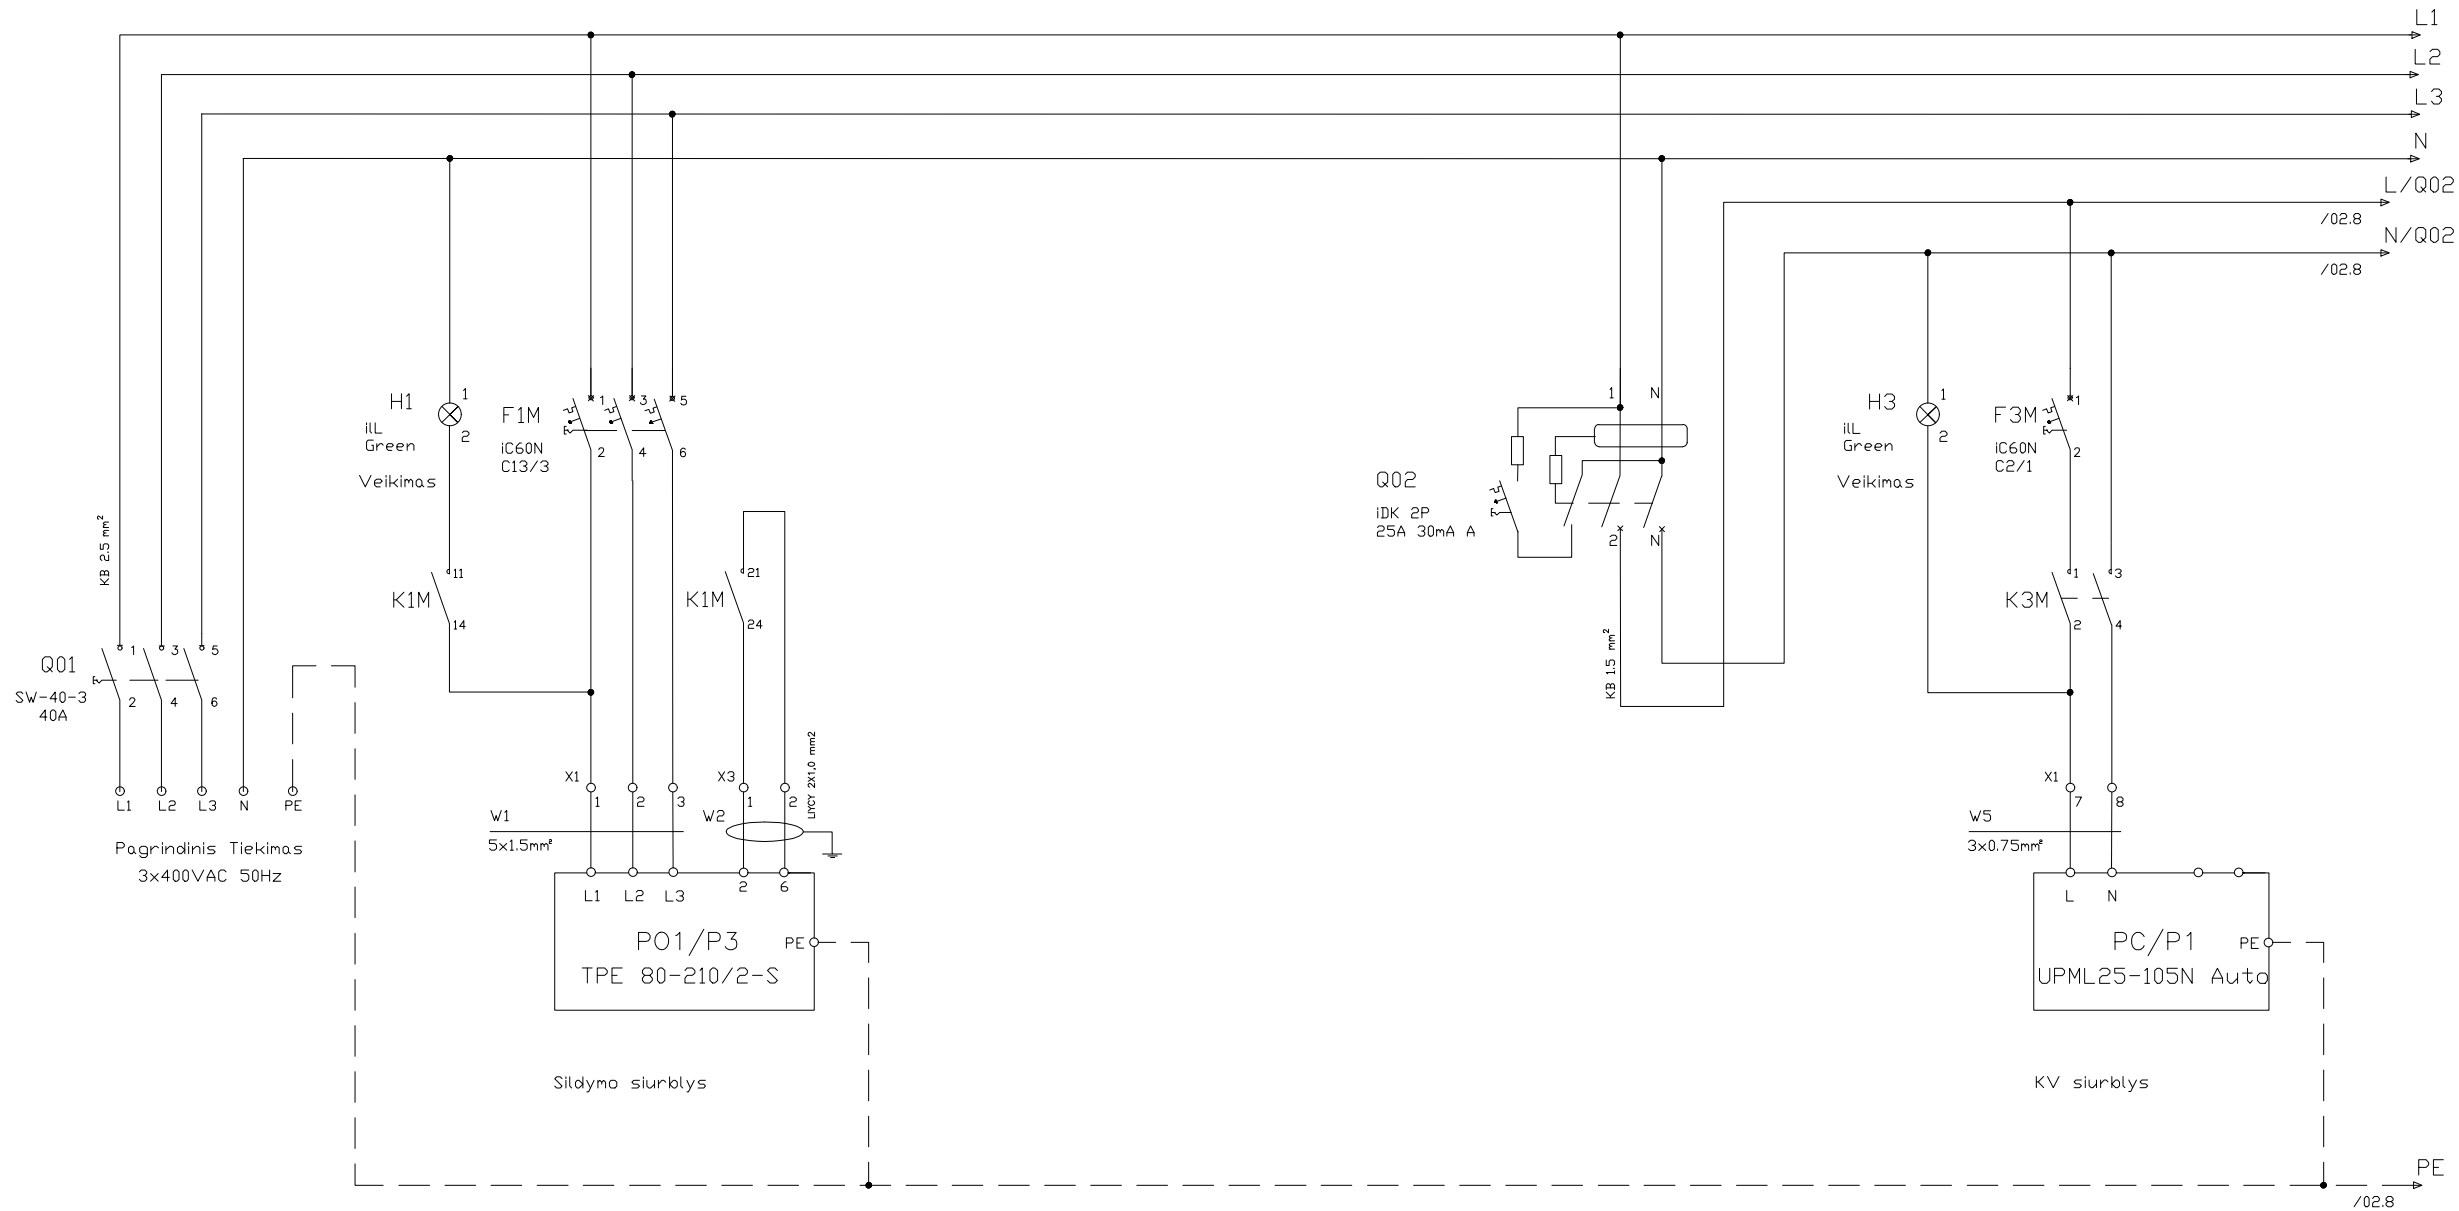 L1
L2
L3
N
L/Q02
/02.8
N/Q02
/02.8
H1
1
2
ilL
Green
Veikimas
F1M
iC60N
C13/3
1
3
5
2
4
6
KB 2.5 mm²
K1M
11
14
K1M
21
24
Q01
SW-40-3
40A
1
3
5
2
4
6
L1
L2
L3
N
PE
Pagrindinis Tiekimas
3x400VAC 50Hz
X1
1
2
3
X3
1
2
LIYCY 2X1,0 mm2
W1
5x1.5mm²
W2
L1
L2
L3
2
6
PO1/P3
TPE 80-210/2-S
PE
Sildymo siurblys
1
N
Q02
iDK 2P
25A 30mA A
2
N
KB 1.5 mm²
H3
1
2
ilL
Green
Veikimas
F3M
iC60N
C2/1
1
2
K3M
1
3
2
4
X1
7
8
W5
3x0.75mm²
L
N
PC/P1
UPML25-105N Auto
PE
KV siurblys
PE
/02.8